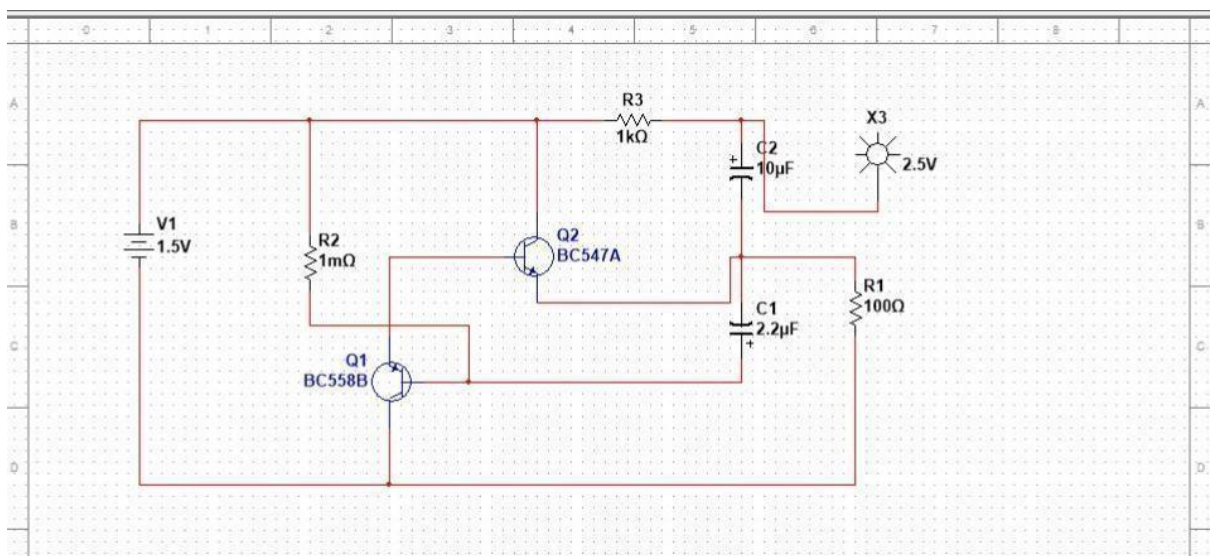 0 1 2 3 4 5 6 7 8
A A
R3
1kΩ
X3
2.5V
C2
10µF
B B
V1
1.5V
R2
1mΩ
Q2
BC547A
C1
2.2µF
R1
100Ω
C C
Q1
BC558B
D D